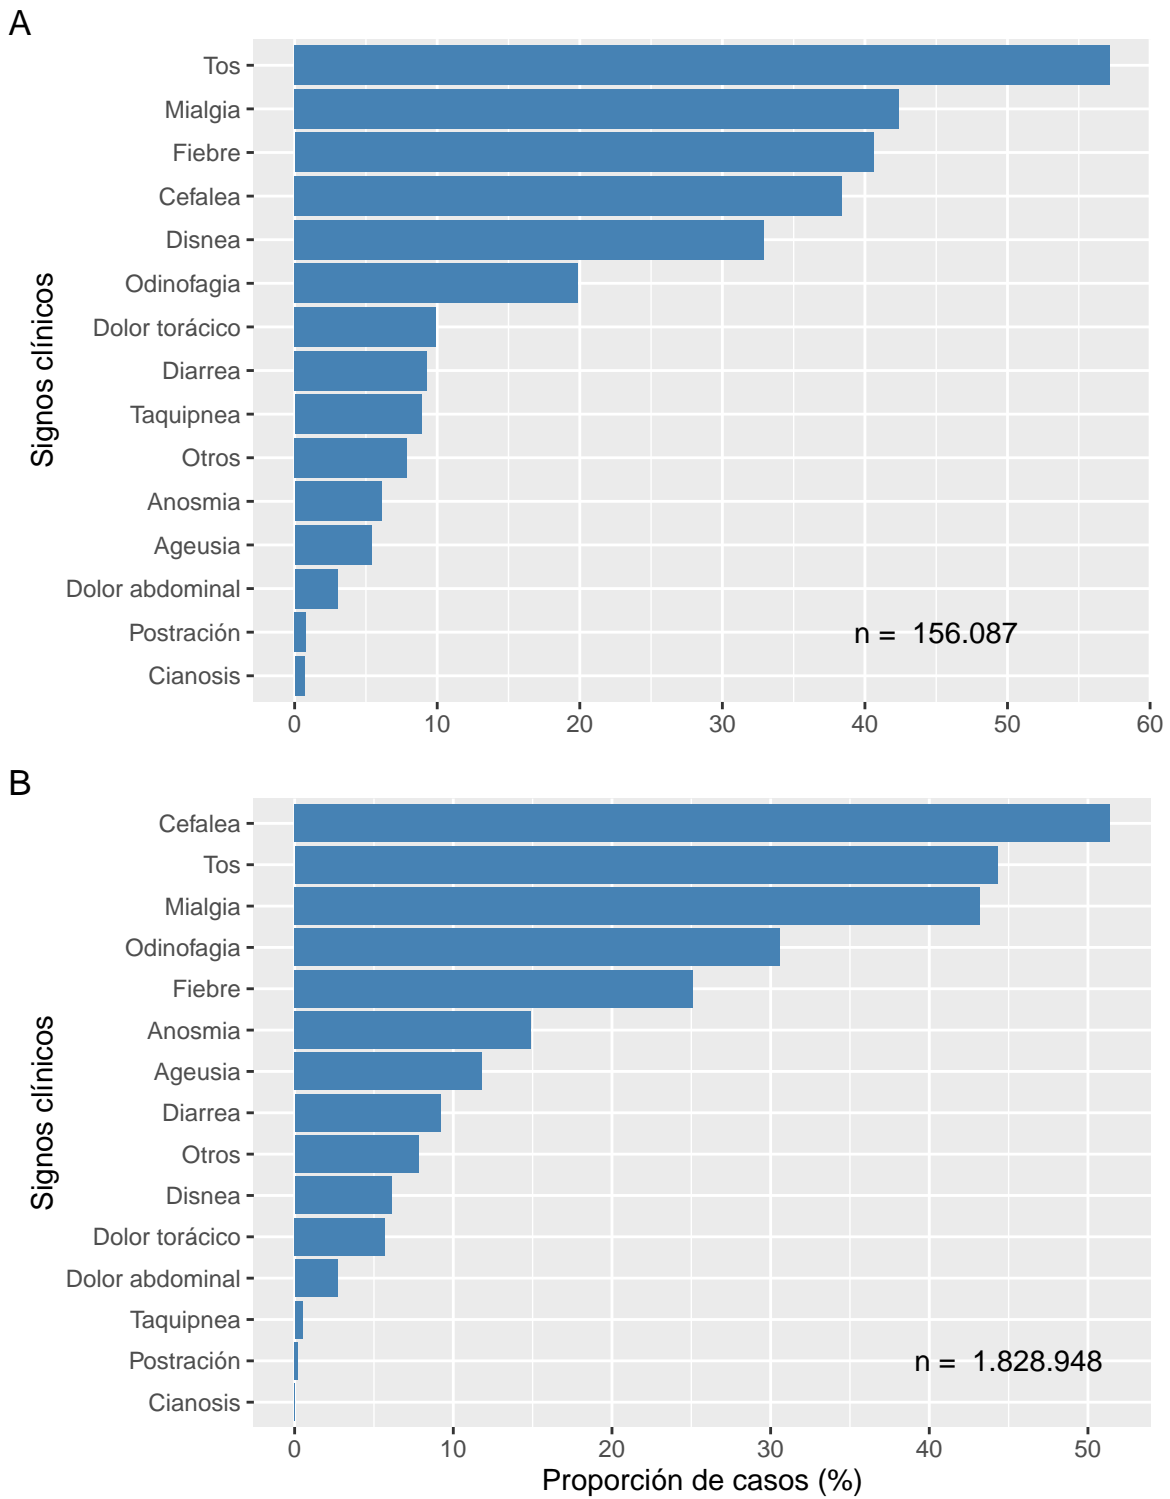 A
Tos
Mialgia
Fiebre
Cefalea
Disnea
Odinofagia
Dolor torácico
Diarrea
Taquipnea
Otros
Anosmia
Ageusia
Dolor abdominal
Postración
Cianosis
Signos clínicos
n = 156.087
0 10 20 30 40 50 60
B
Cefalea
Tos
Mialgia
Odinofagia
Fiebre
Anosmia
Ageusia
Diarrea
Otros
Disnea
Dolor torácico
Dolor abdominal
Taquipnea
Postración
Cianosis
Signos clínicos
n = 1.828.948
0 10 20 30 40 50
Proporción de casos (%)